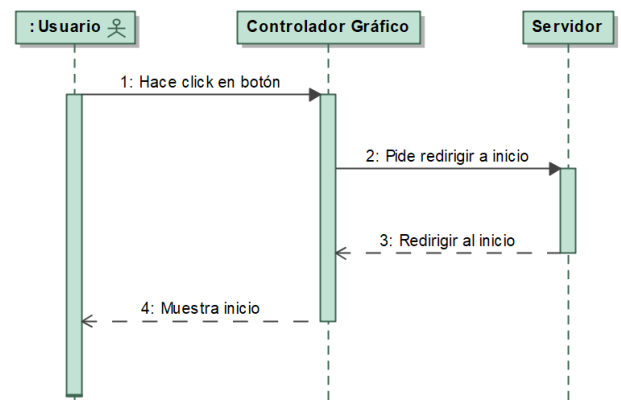 : Usuario
Controlador Gráfico
Servidor
1: Hace click en botón
2: Pide redirigir a inicio
3: Redirigir al inicio
4: Muestra inicio